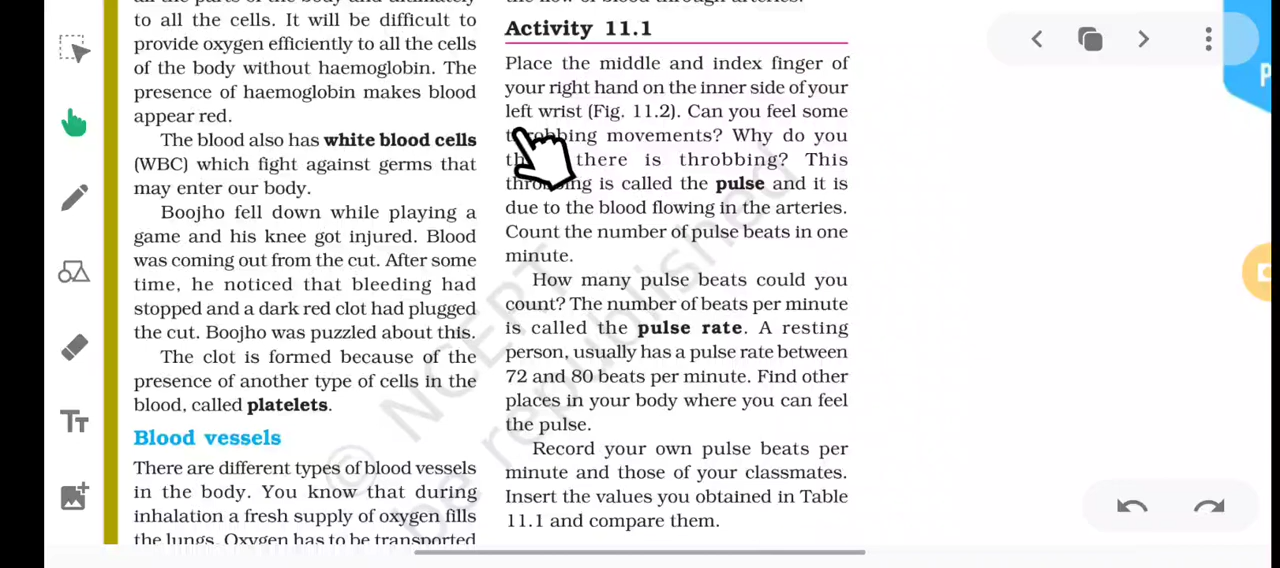 to all the cells. It will be difficult to
provide oxygen efficiently to all the cells
of the body without haemoglobin. The
presence of haemoglobin makes blood
appear red.
The blood also has white blood cells
(WBC) which fight against germs that
may enter our body.
Boojho fell down while playing a
game and his knee got injured. Blood
was coming out from the cut. After some
time, he noticed that bleeding had
stopped and a dark red clot had plugged
the cut. Boojho was puzzled about this.
The clot is formed because of the
presence of another type of cells in the
blood, called platelets.
Blood vessels
There are different types of blood vessels
in the body. You know that during
inhalation a fresh supply of oxygen fills
the lungs. Oxygen has to be transported
Activity 11.1
Place the middle and index finger of
your right hand on the inner side of your
left wrist (Fig. 11.2). Can you feel some
movements? Why do you
there is throbbing? This
is called the pulse and it is
due to the blood flowing in the arteries.
Count the number of pulse beats in one
minute.
How many pulse beats could you
count? The number of beats per minute
is called the pulse rate. A resting
person, usually has a pulse rate between
72 and 80 beats per minute. Find other
places in your body where you can feel
the pulse.
Record your own pulse beats per
minute and those of your classmates.
Insert the values you obtained in Table
11.1 and compare them.
© NCERT
be republished
Tт
P